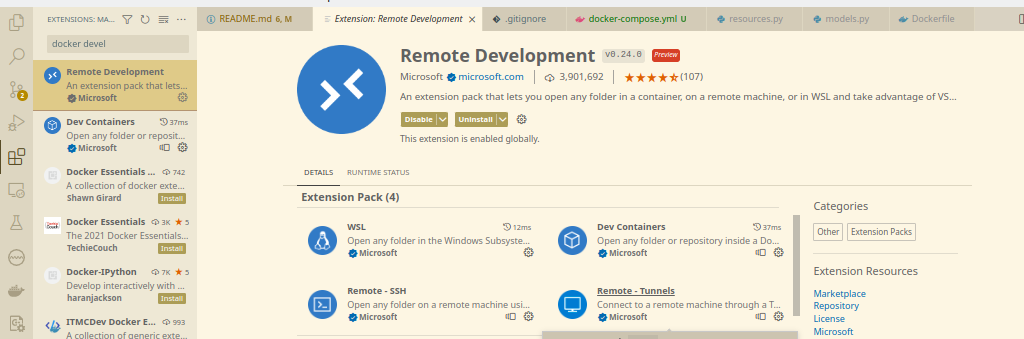 EXTENSIONS: MA...
docker devel
2
Remote Development
An extension pack that lets...
Microsoft
Dev Containers 37ms
Open any folder or reposit...
Microsoft
Docker Essentials ... 742
A collection of docker exte...
Shawn Girard Install
Docker Essentials 3K ★ 5
The 2021 Docker Essentials...
TechieCouch Install
Docker-IPython 7K ★ 5
Develop interactively with ...
haranjackson Install
ITMCDev Docker E... 993
A collection of generic exte...
README.md 6, M
Extension: Remote Development
.gitignore
docker-compose.yml U
resources.py
models.py
Dockerfile
Remote Development v0.24.0 Preview
Microsoft microsoft.com 3,901,692 (107)
An extension pack that lets you open any folder in a container, on a remote machine, or in WSL and take advantage of VS...
Disable Uninstall
This extension is enabled globally.
DETAILS RUNTIME STATUS
Extension Pack (4)
WSL 12ms
Open any folder in the Windows Subsyste...
Microsoft
Dev Containers 37ms
Open any folder or repository inside a Do...
Microsoft
Remote - SSH
Open any folder on a remote machine usi...
Microsoft
Remote - Tunnels
Connect to a remote machine through a T...
Microsoft
Categories
Other Extension Packs
Extension Resources
Marketplace
Repository
License
Microsoft